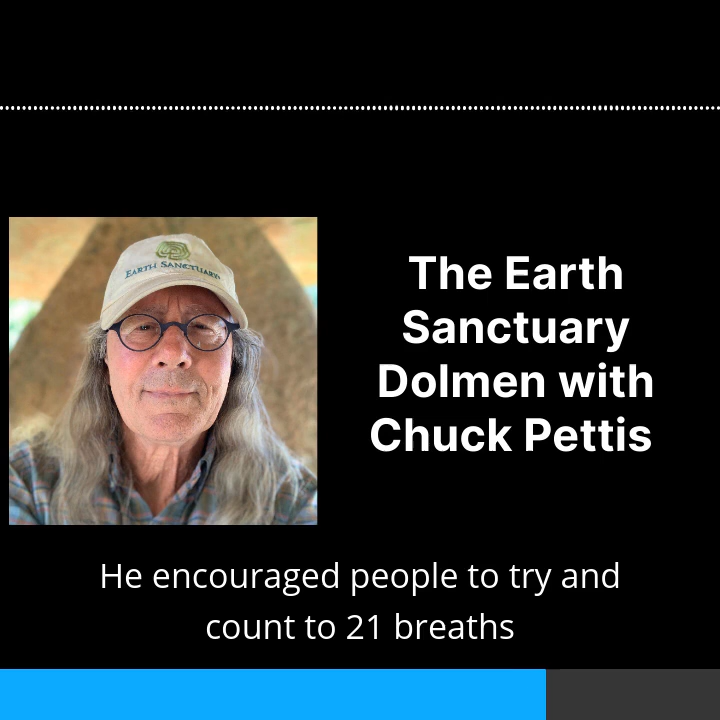 EARTH SANCTUARY
The Earth
Sanctuary
Dolmen with
Chuck Pettis
He encouraged people to try and
count to 21 breaths